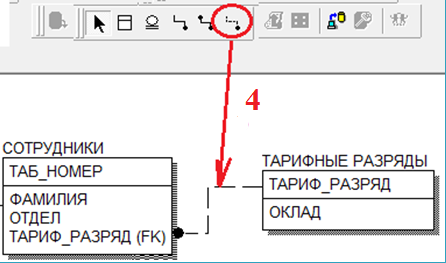 4
СОТРУДНИКИ
ТАБ_НОМЕР
ФАМИЛИЯ
ОТДЕЛ
ТАРИФ_РАЗРЯД (FK)
ТАРИФНЫЕ РАЗРЯДЫ
ТАРИФ_РАЗРЯД
ОКЛАД